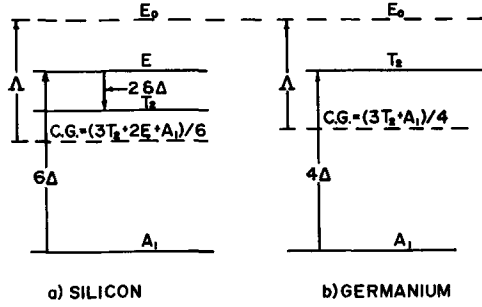 E₀
E
Λ
2δΔ
T₂
C.G.=(3T₂+2E+A₁)/6
6Δ
A₁
a) SILICON
E₀
T₂
Λ
C.G.=(3T₂+A₁)/4
4Δ
A₁
b) GERMANIUM